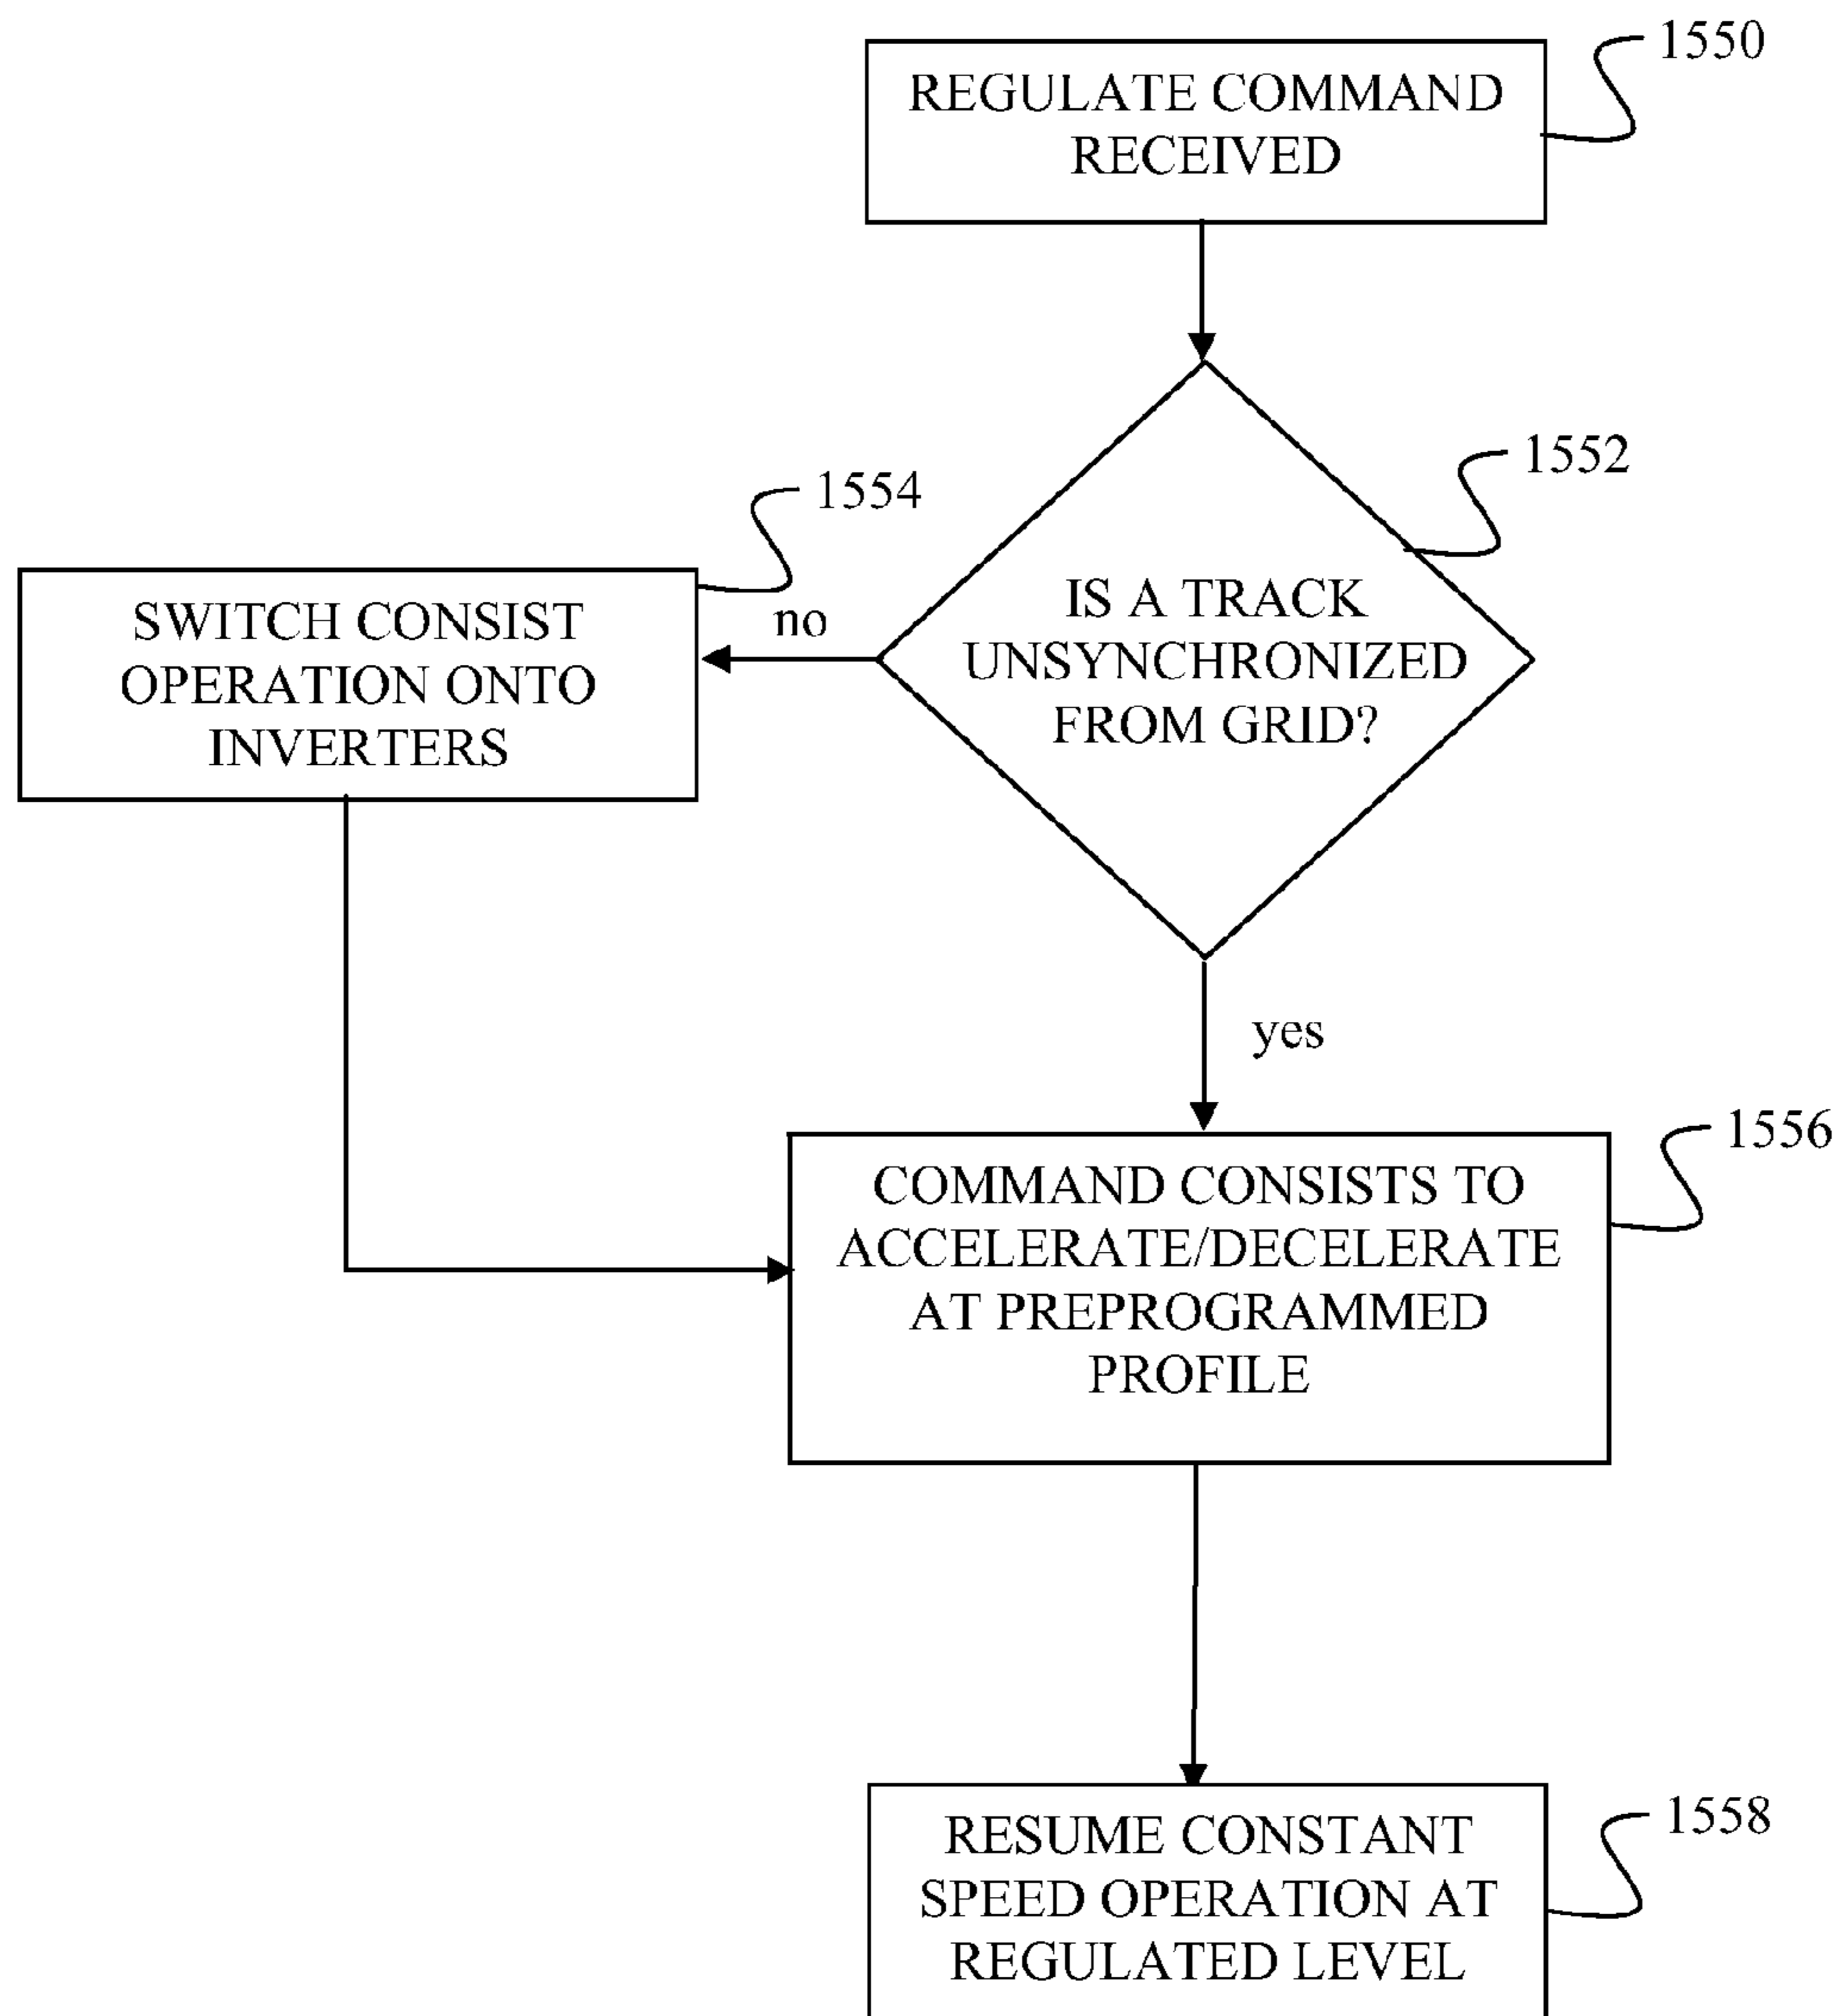 1550
REGULATE COMMAND
RECEIVED
1552
IS A TRACK
UNSYNCHRONIZED
FROM GRID?
no
1554
SWITCH CONSIST
OPERATION ONTO
INVERTERS
yes
1556
COMMAND CONSISTS TO
ACCELERATE/DECELERATE
AT PREPROGRAMMED
PROFILE
1558
RESUME CONSTANT
SPEED OPERATION AT
REGULATED LEVEL